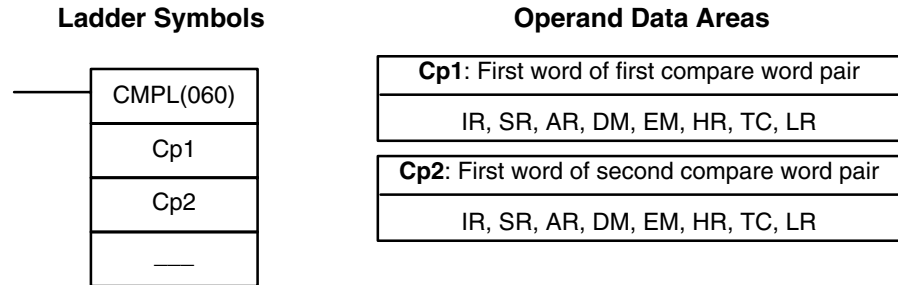 Ladder Symbols
CMPL(060)
Cp1
Cp2
___
Operand Data Areas
Cp1: First word of first compare word pair
IR, SR, AR, DM, EM, HR, TC, LR
Cp2: First word of second compare word pair
IR, SR, AR, DM, EM, HR, TC, LR